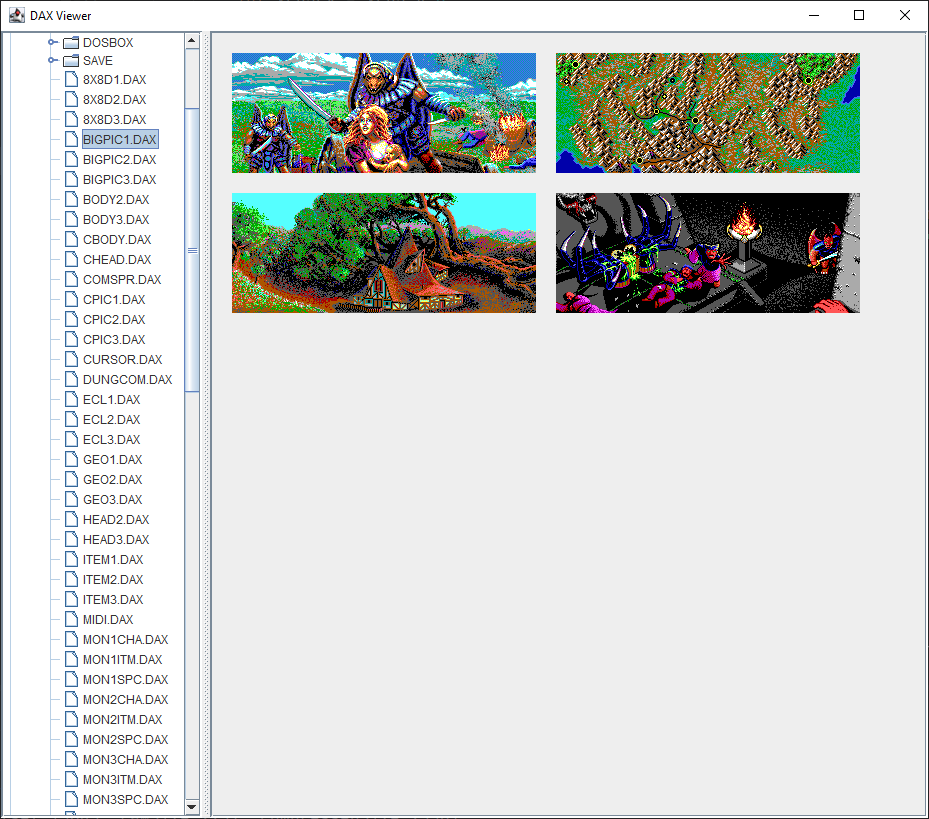 DAX Viewer
DOSBOX
SAVE
8X8D1.DAX
8X8D2.DAX
8X8D3.DAX
BIGPIC1.DAX
BIGPIC2.DAX
BIGPIC3.DAX
BODY2.DAX
BODY3.DAX
CBODY.DAX
CHEAD.DAX
COMSPR.DAX
CPIC1.DAX
CPIC2.DAX
CPIC3.DAX
CURSOR.DAX
DUNGCOM.DAX
ECL1.DAX
ECL2.DAX
ECL3.DAX
GEO1.DAX
GEO2.DAX
GEO3.DAX
HEAD2.DAX
HEAD3.DAX
ITEM1.DAX
ITEM2.DAX
ITEM3.DAX
MIDI.DAX
MON1CHA.DAX
MON1ITM.DAX
MON1SPC.DAX
MON2CHA.DAX
MON2ITM.DAX
MON2SPC.DAX
MON3CHA.DAX
MON3ITM.DAX
MON3SPC.DAX